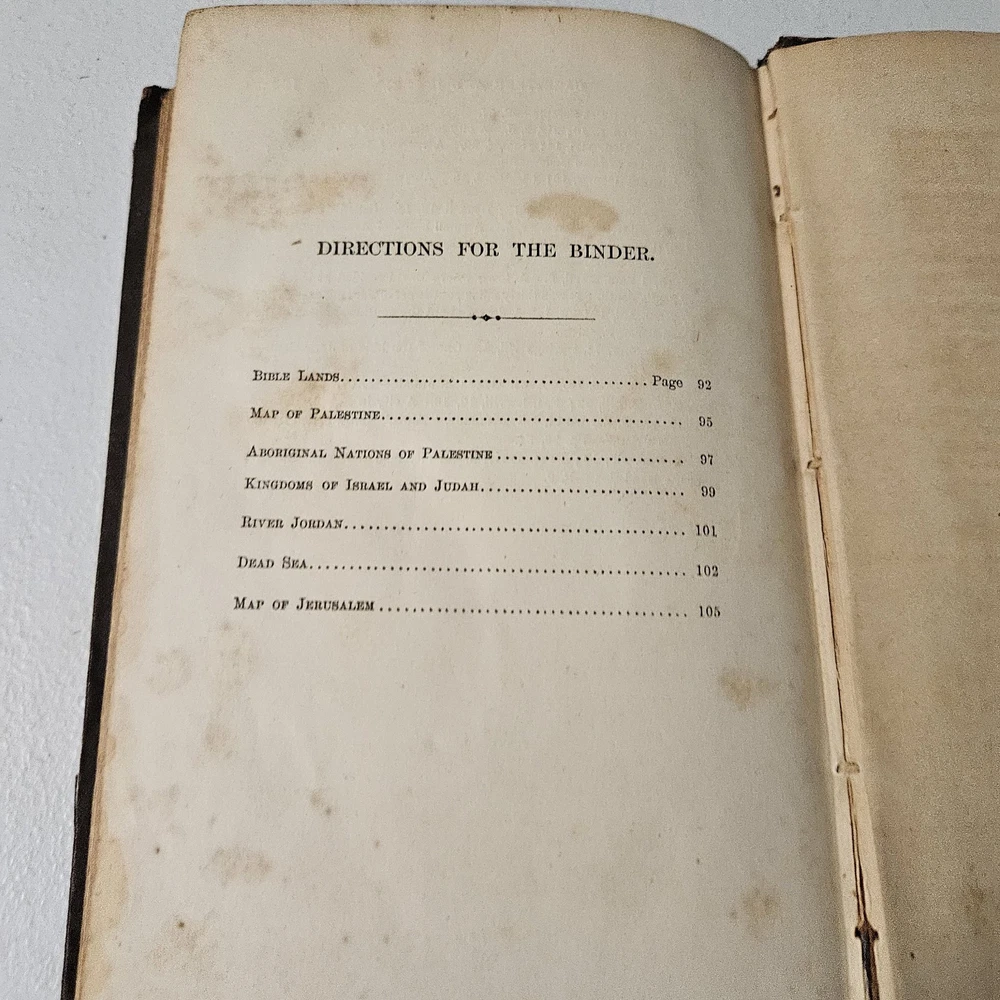 DIRECTIONS FOR THE BINDER.
BIBLE LANDS........................................ Page 92
MAP OF PALESTINE........................................ 95
ABORIGINAL NATIONS OF PALESTINE ......................... 97
KINGDOMS OF ISRAEL AND JUDAH........................... 99
RIVER JORDAN............................................. 101
DEAD SEA................................................. 102
MAP OF JERUSALEM ....................................... 105